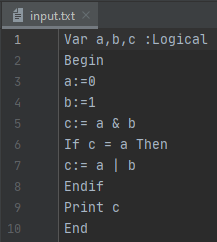 input.txt
1 Var a,b,c :Logical
2 Begin
3 a:=0
4 b:=1
5 c:= a & b
6 If c = a Then
7 c:= a | b
8 Endif
9 Print c
10 End